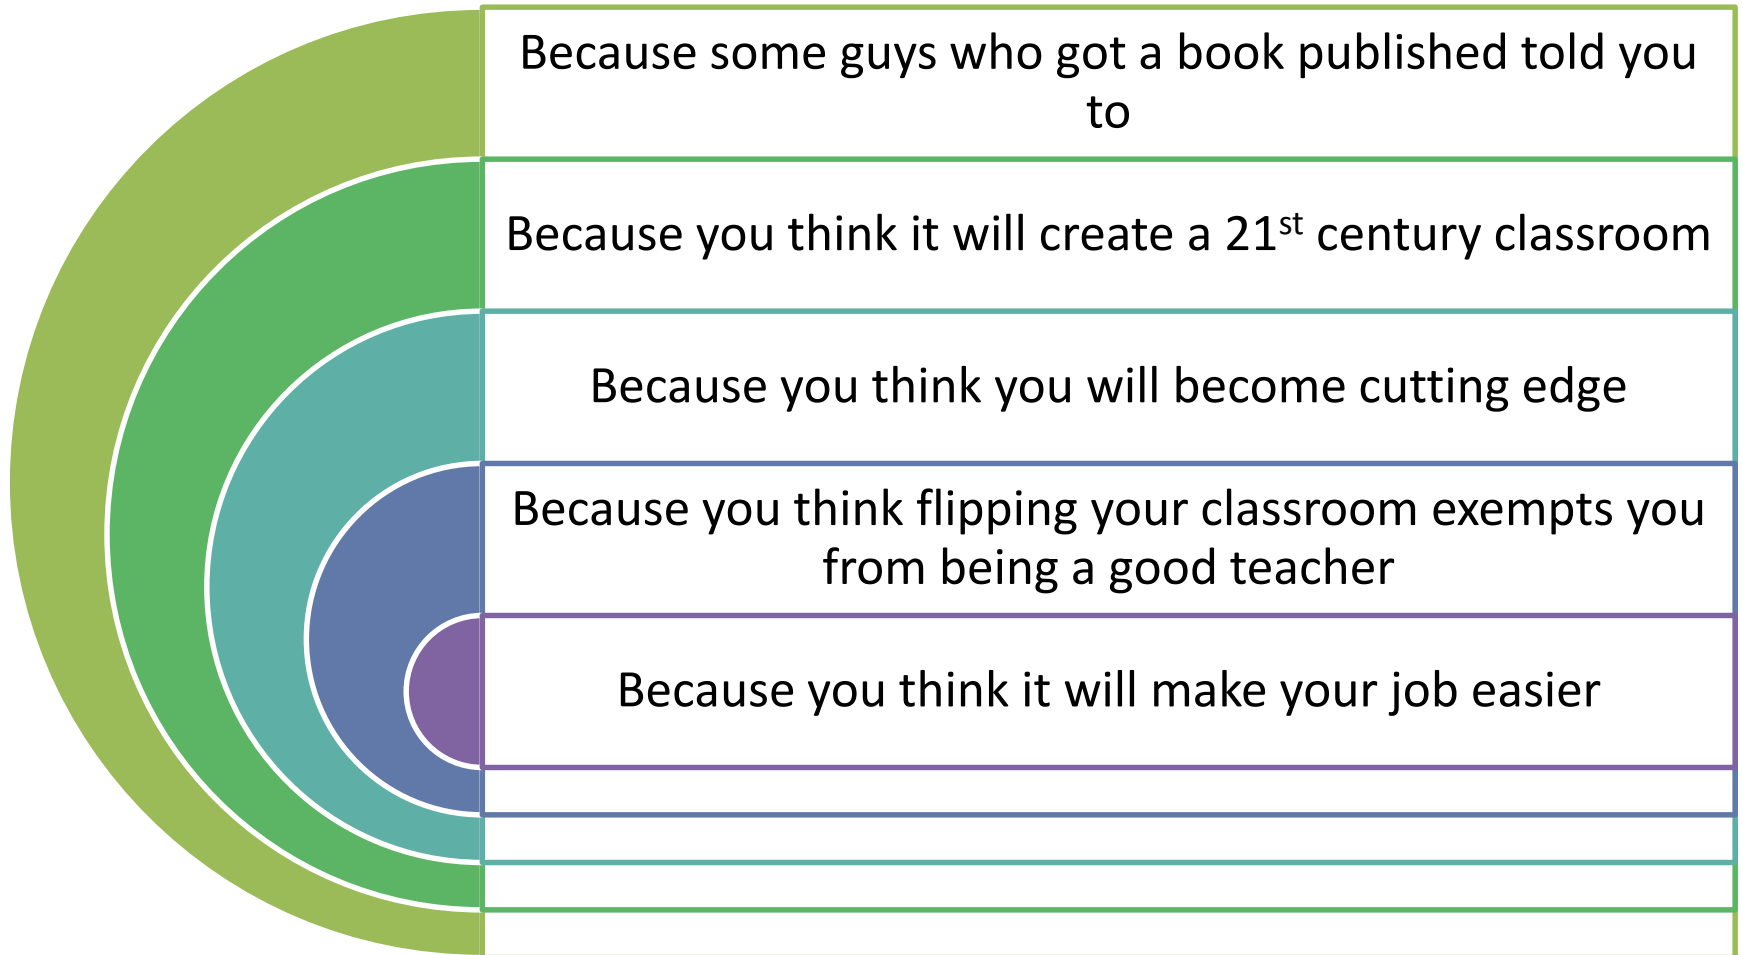 Because some guys who got a book published told you
to
Because you think it will create a 21st century classroom
Because you think you will become cutting edge
Because you think flipping your classroom exempts you
from being a good teacher
Because you think it will make your job easier